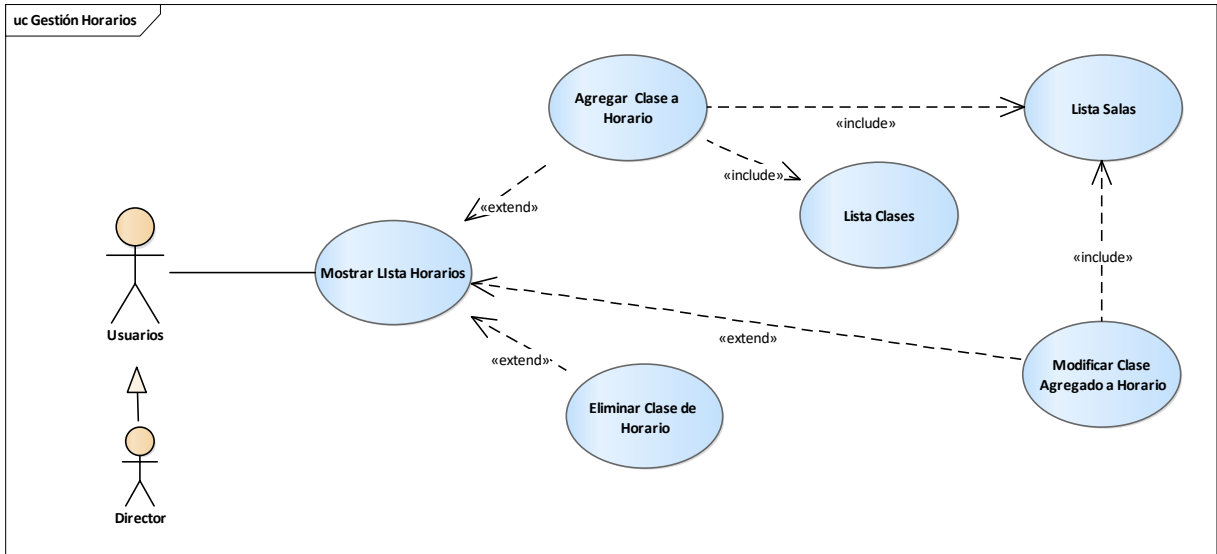 uc Gestión Horarios
Agregar Clase a
Horario
Lista Salas
«include»
«include»
Lista Clases
«extend»
Mostrar LIsta Horarios
«include»
Usuarios
«extend»
«extend»
Modificar Clase
Agregado a Horario
Eliminar Clase de
Horario
Director